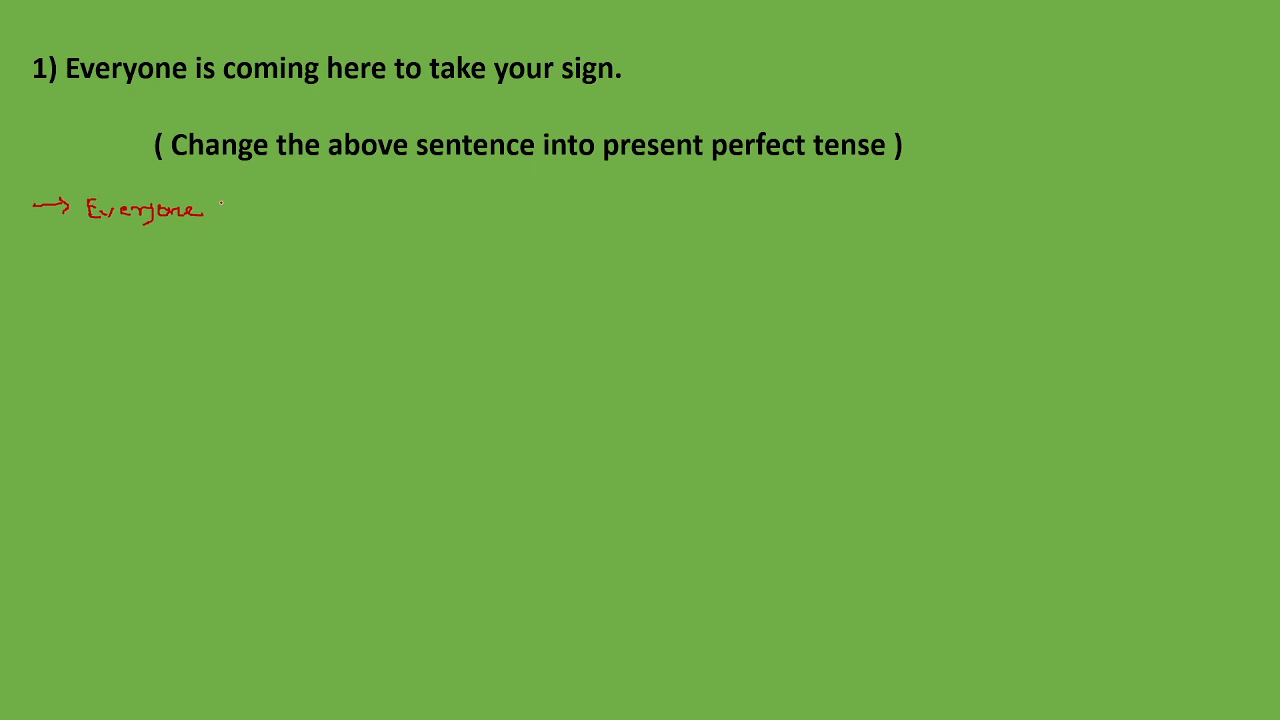 1) Everyone is coming here to take your sign.
( Change the above sentence into present perfect tense )
→ Everyone